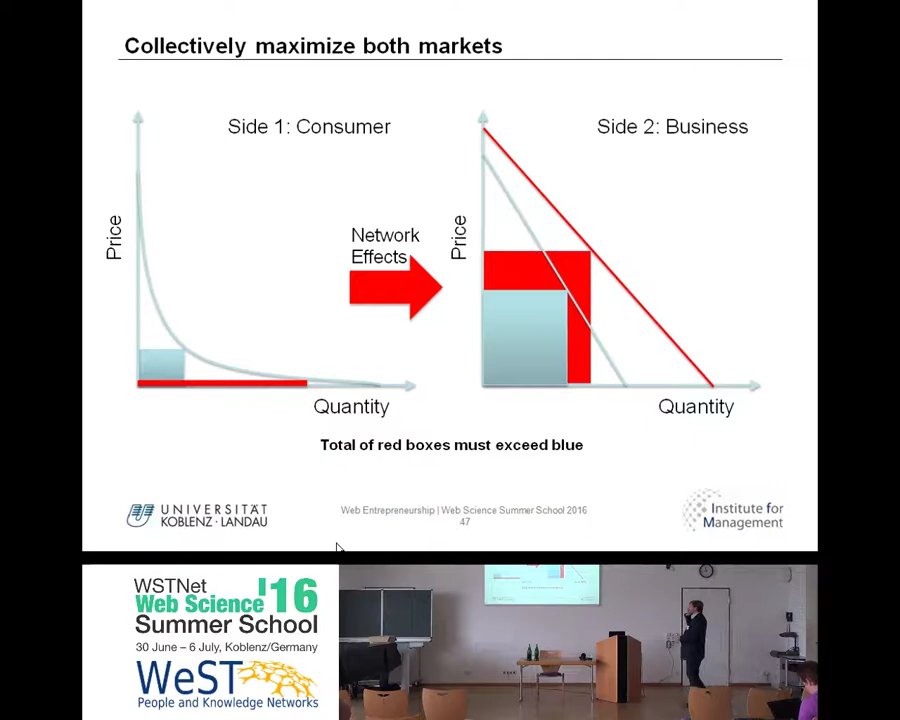 Collectively maximize both markets
Side 1: Consumer
Side 2: Business
Price
Network
Effects
Price
Quantity
Quantity
Total of red boxes must exceed blue
UNIVERSITÄT
KOBLENZ · LANDAU
Web Entrepreneurship | Web Science Summer School 2016
47
Institute for
Management
WSTNet
Web Science '16
Summer School
30 June – 6 July, Koblenz/Germany
WeST
People and Knowledge Networks